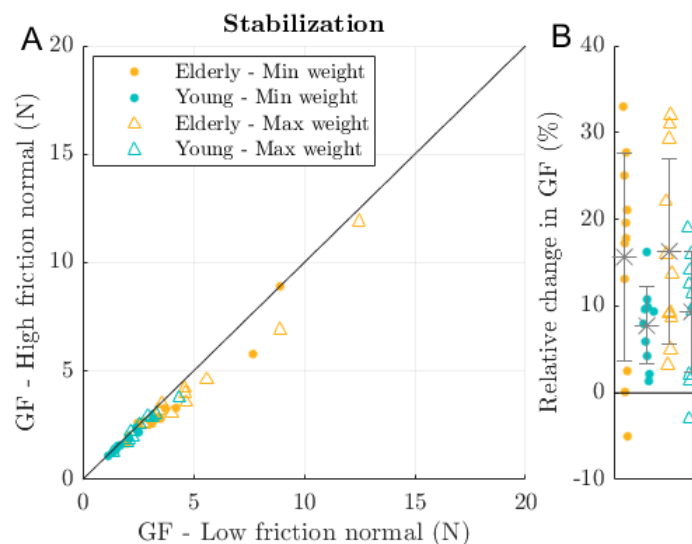 A
Stabilization
B
20
15
10
5
0
GF - High friction normal (N)
Elderly - Min weight
Young - Min weight
Elderly - Max weight
Young - Max weight
0
5
10
15
20
GF - Low friction normal (N)
40
30
20
10
0
-10
Relative change in GF (%)